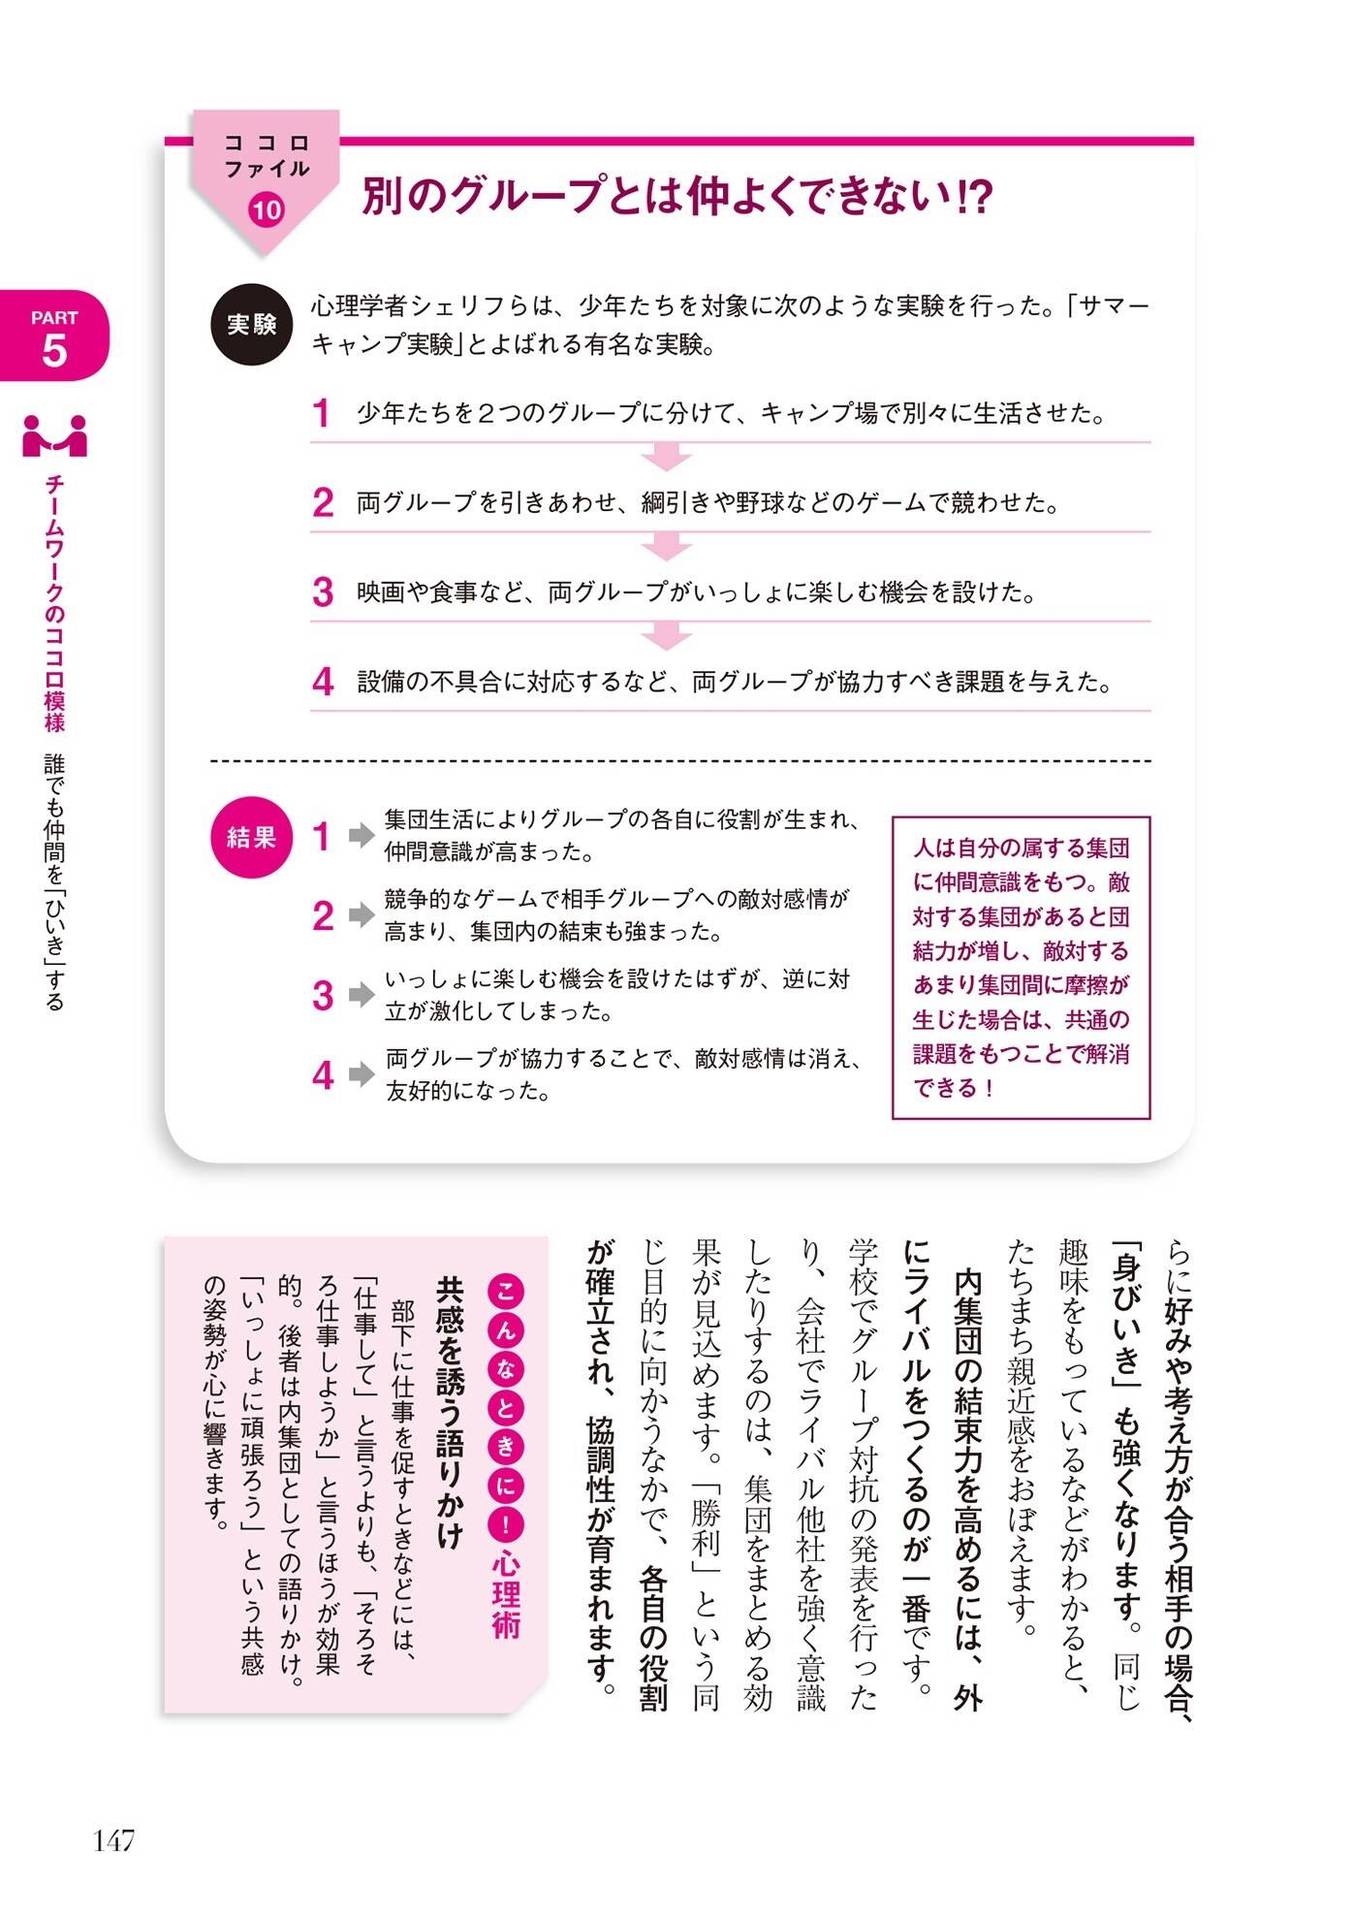 ココロ
ファイル
10
別のグループとは仲よくできない!?
実験
心理学者シェリフらは、少年たちを対象に次のような実験を行った。「サマー
キャンプ実験」とよばれる有名な実験。
1 少年たちを2つのグループに分けて、キャンプ場で別々に生活させた。
2 両グループを引きあわせ、綱引きや野球などのゲームで競わせた。
3 映画や食事など、両グループがいっしょに楽しむ機会を設けた。
4 設備の不具合に対応するなど、両グループが協力すべき課題を与えた。
結果
1 集団生活によりグループの各自に役割が生まれ、
仲間意識が高まった。
2 競争的なゲームで相手グループへの敵対感情が
高まり、集団内の結束も強まった。
3 いっしょに楽しむ機会を設けたはずが、逆に対
立が激化してしまった。
4 両グループが協力することで、敵対感情は消え、
友好的になった。
人は自分の属する集団
に仲間意識をもつ。敵
対する集団があると団
結力が増し、敵対する
あまり集団間に摩擦が
生じた場合は、共通の
課題をもつことで解消
できる！
PART
5
チームワークのココロ模様 誰でも仲間を「ひいき」する
らに好みや考え方が合う相手の場合、
「身びいき」も強くなります。同じ
趣味をもっているなどがわかると、
たちまち親近感をおぼえます。
内集団の結束力を高めるには、外
にライバルをつくるのが一番です。
学校でグループ対抗の発表を行った
り、会社でライバル他社を強く意識
したりするのは、集団をまとめる効
果が見込めます。「勝利」という同
じ目的に向かうなかで、各自の役割
が確立され、協調性が育まれます。
こんなときに！心理術
共感を誘う語りかけ
部下に仕事を促すときなどには、
「仕事して」と言うよりも、「そろそ
ろ仕事しようか」と言うほうが効果
的。後者は内集団としての語りかけ。
「いっしょに頑張ろう」という共感
の姿勢が心に響きます。
147